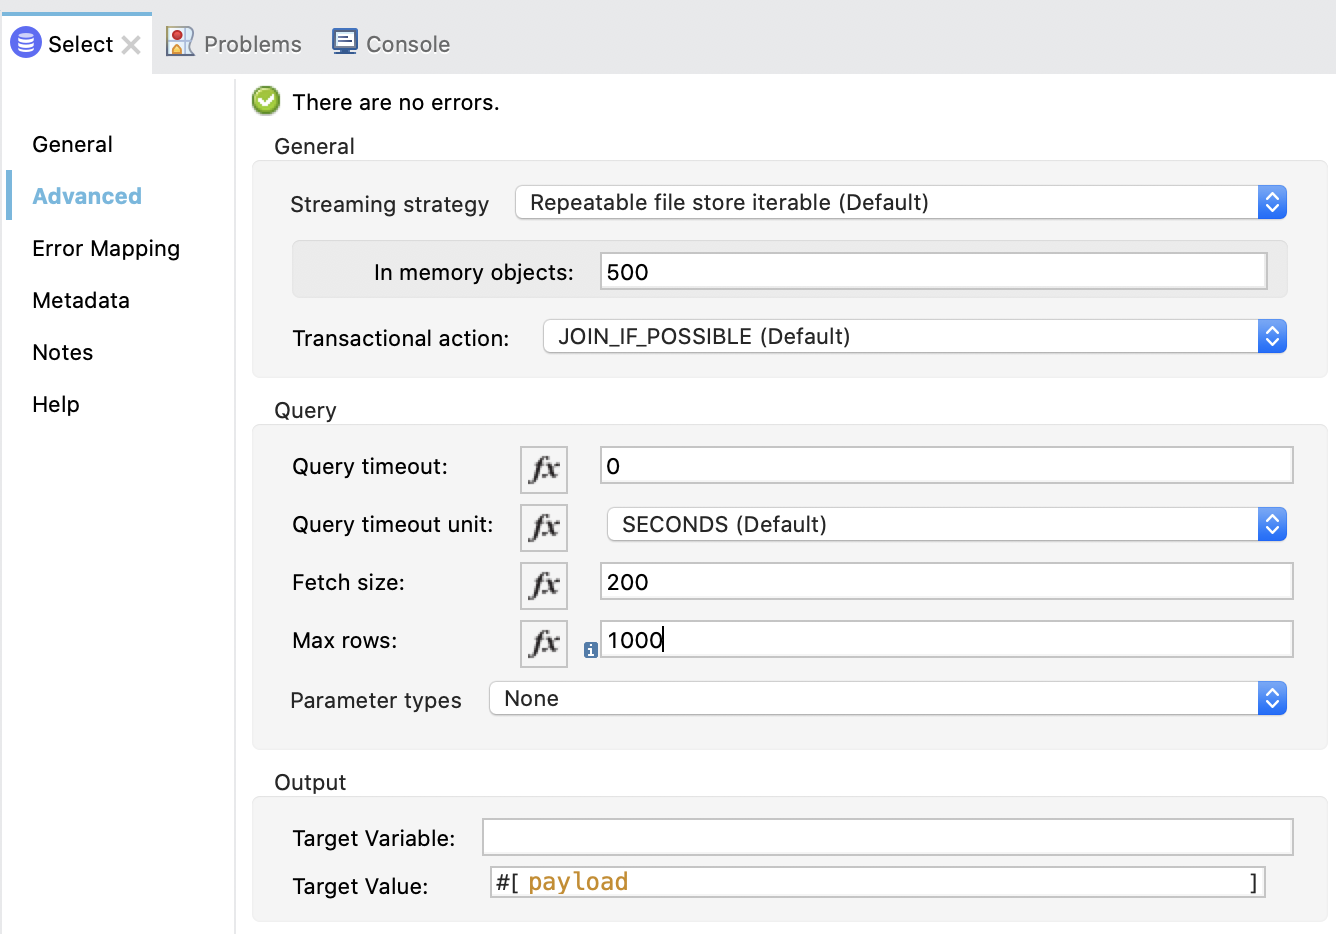 Select Problems Console
There are no errors.
General
Advanced
Error Mapping
Metadata
Notes
Help
General
Streaming strategy Repeatable file store iterable (Default)
In memory objects: 500
Transactional action: JOIN_IF_POSSIBLE (Default)
Query
Query timeout: fx 0
Query timeout unit: fx SECONDS (Default)
Fetch size: fx 200
Max rows: fx i 1000
Parameter types None
Output
Target Variable:
Target Value: #[ payload ]